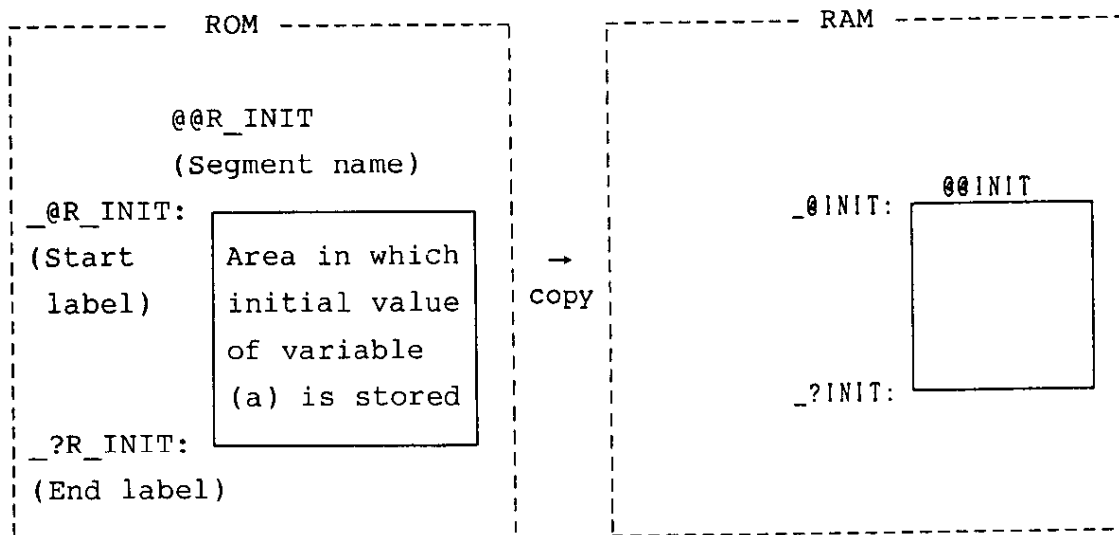 ROM
RAM
@@R_INIT
(Segment name)
_@R_INIT:
(Start
label)
Area in which
initial value
of variable
(a) is stored
_?R_INIT:
(End label)
→
copy
@@INIT
_@INIT:
_?INIT: